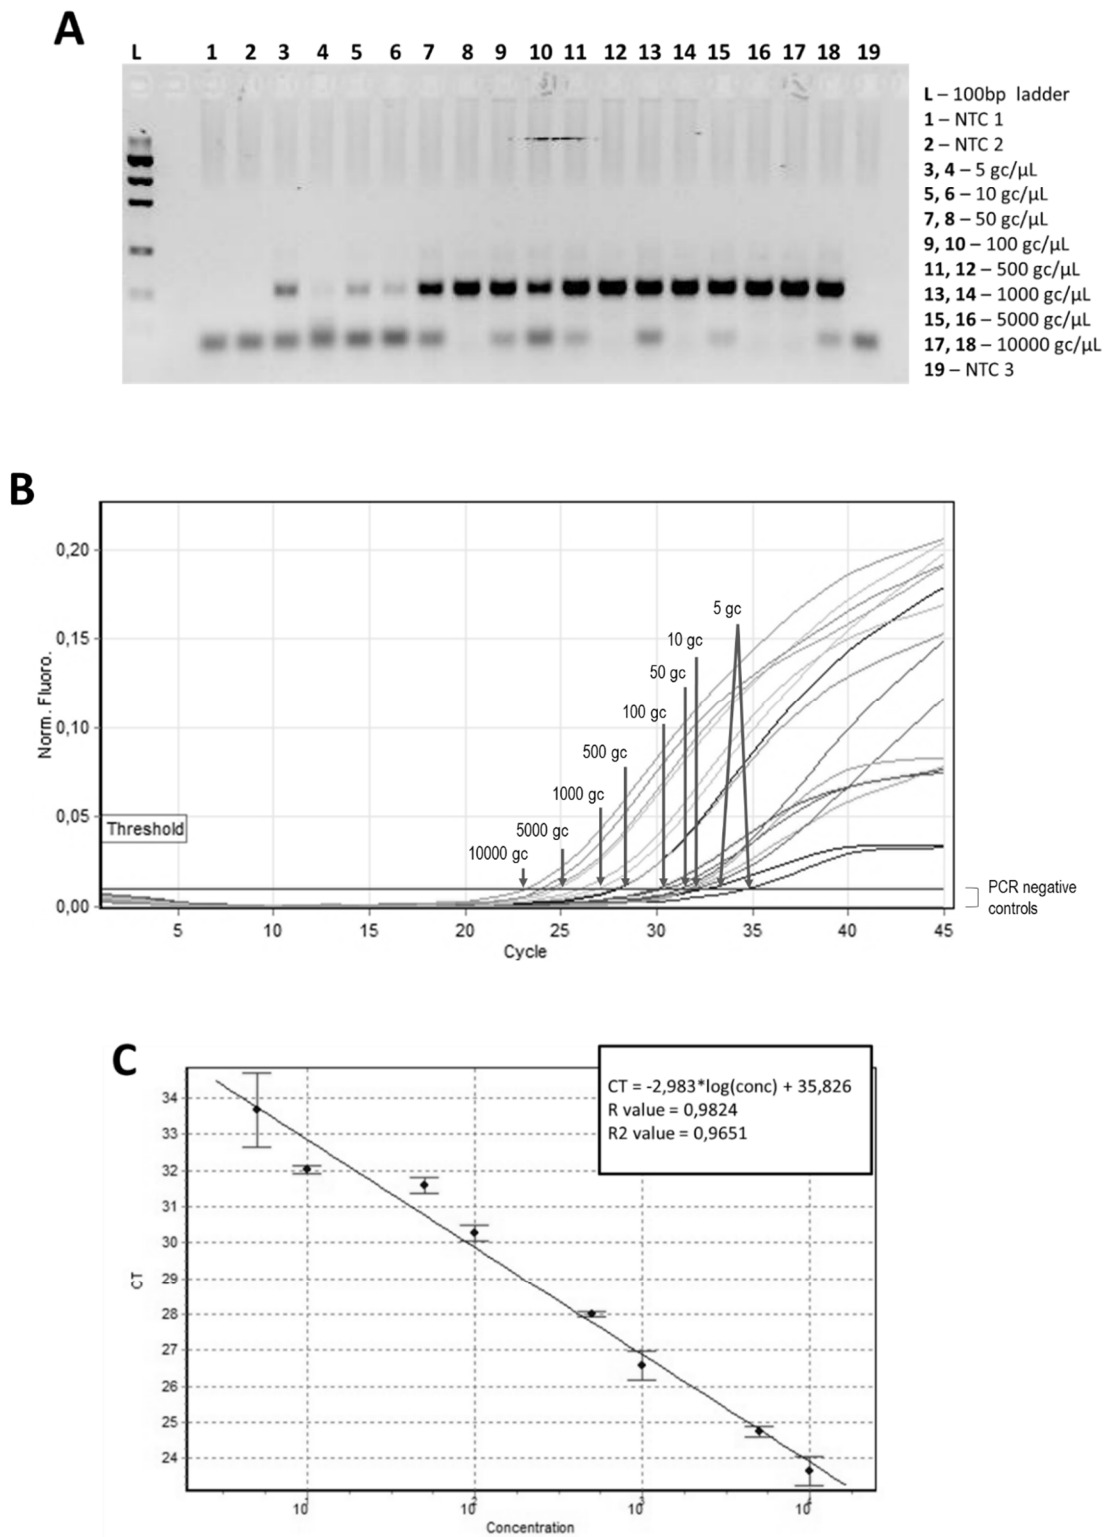 A
L 1 2 3 4 5 6 7 8 9 10 11 12 13 14 15 16 17 18 19
L – 100bp ladder
1 – NTC 1
2 – NTC 2
3, 4 – 5 gc/µL
5, 6 – 10 gc/µL
7, 8 – 50 gc/µL
9, 10 – 100 gc/µL
11, 12 – 500 gc/µL
13, 14 – 1000 gc/µL
15, 16 – 5000 gc/µL
17, 18 – 10000 gc/µL
19 – NTC 3
B
Norm. Fluoro.
0,20
0,15
0,10
0,05
0,00
Threshold
10000 gc
5000 gc
1000 gc
500 gc
100 gc
50 gc
10 gc
5 gc
PCR negative
controls
5 10 15 20 25 30 35 40 45
Cycle
C
CT = -2,983*log(conc) + 35,826
R value = 0,9824
R2 value = 0,9651
CT
34
33
32
31
30
29
28
27
26
25
24
10 10 10 10
Concentration